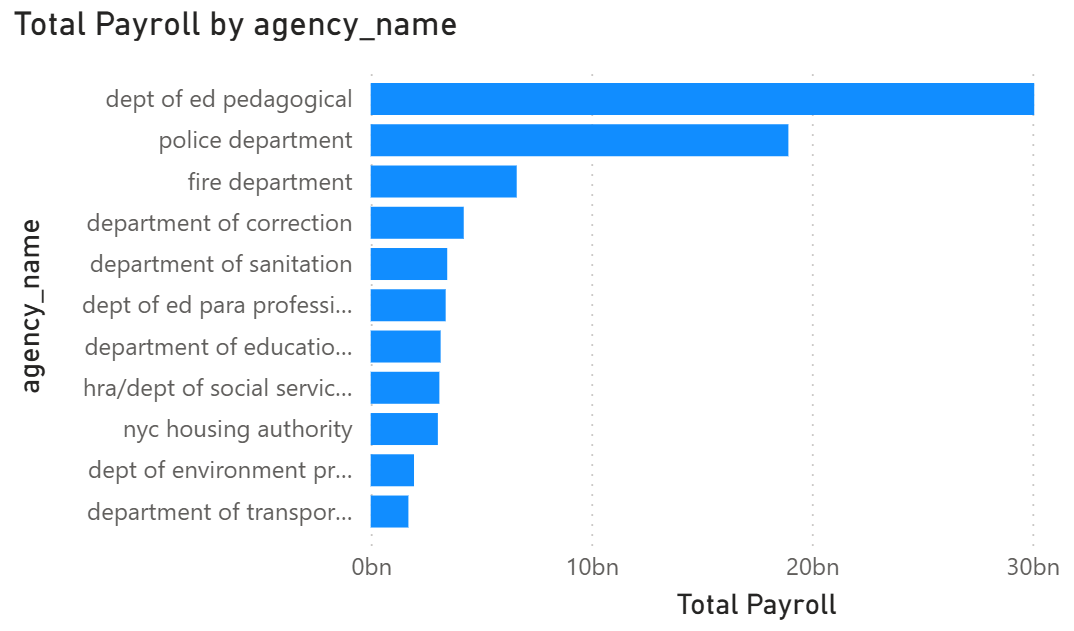 Total Payroll by agency_name
agency_name
dept of ed pedagogical
police department
fire department
department of correction
department of sanitation
dept of ed para professi...
department of educatio...
hra/dept of social servic...
nyc housing authority
dept of environment pr...
department of transpor...
0bn 10bn 20bn 30bn
Total Payroll